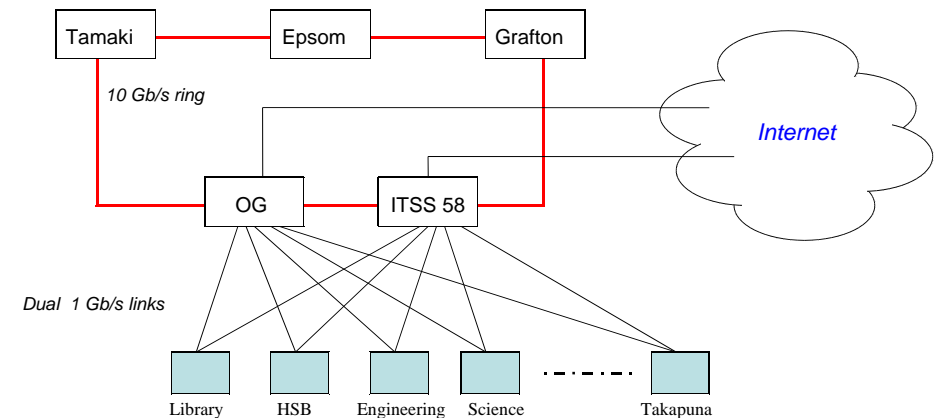 Tamaki
Epsom
Grafton
10 Gb/s ring
Internet
OG
ITSS 58
Dual 1 Gb/s links
Library
HSB
Engineering
Science
Takapuna